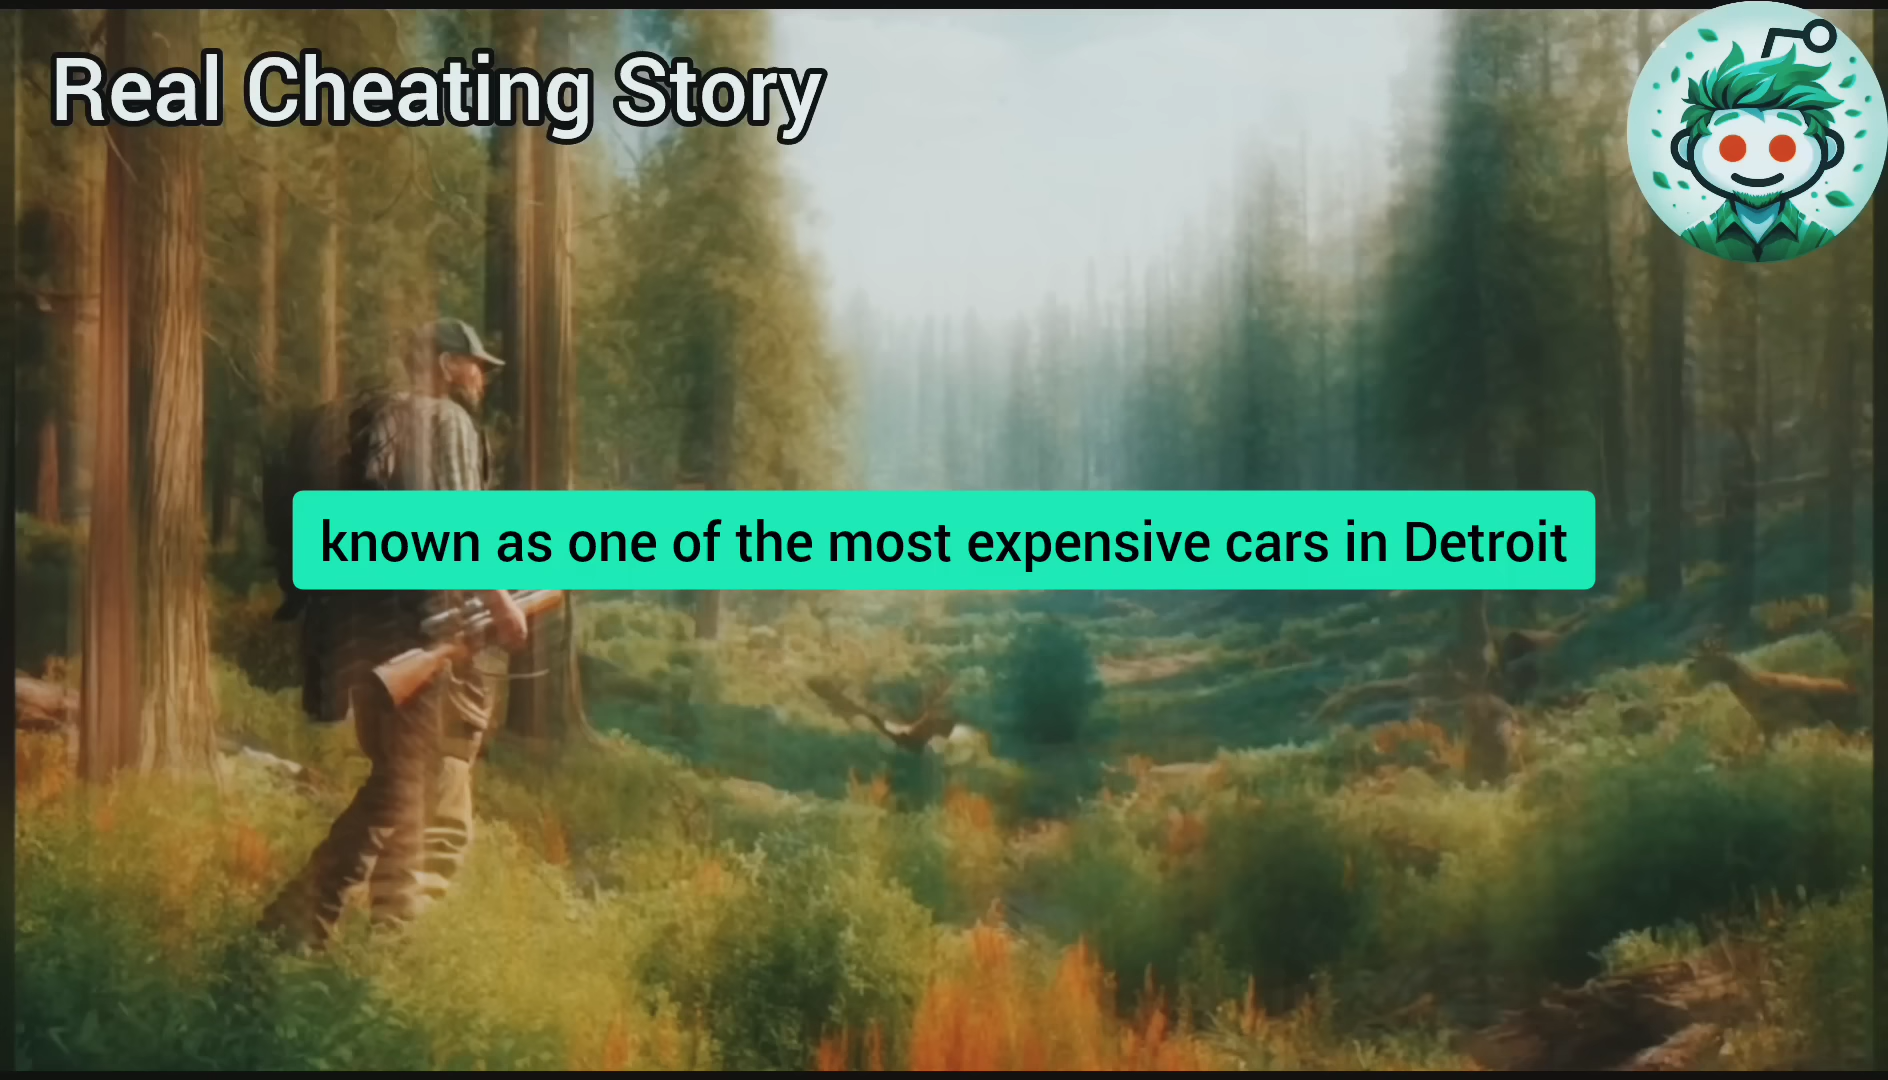 Real Cheating Story
known as one of the most expensive cars in Detroit